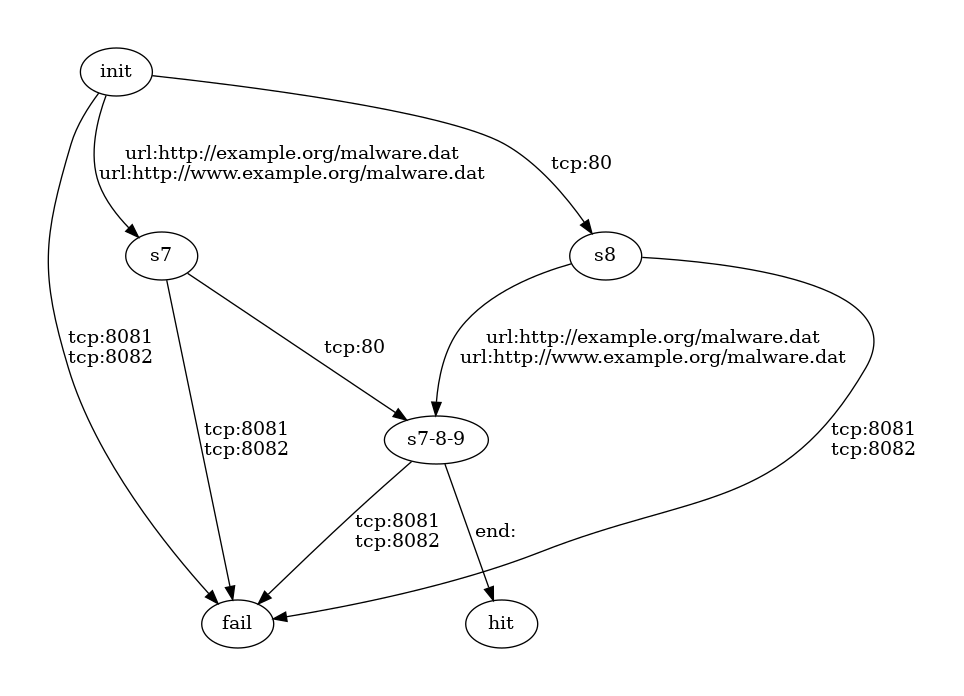 init
url:http://example.org/malware.dat
url:http://www.example.org/malware.dat
tcp:80
s7
s8
tcp:8081
tcp:8082
tcp:80
url:http://example.org/malware.dat
url:http://www.example.org/malware.dat
tcp:8081
tcp:8082
s7-8-9
tcp:8081
tcp:8082
tcp:8081
tcp:8082
end:
fail
hit